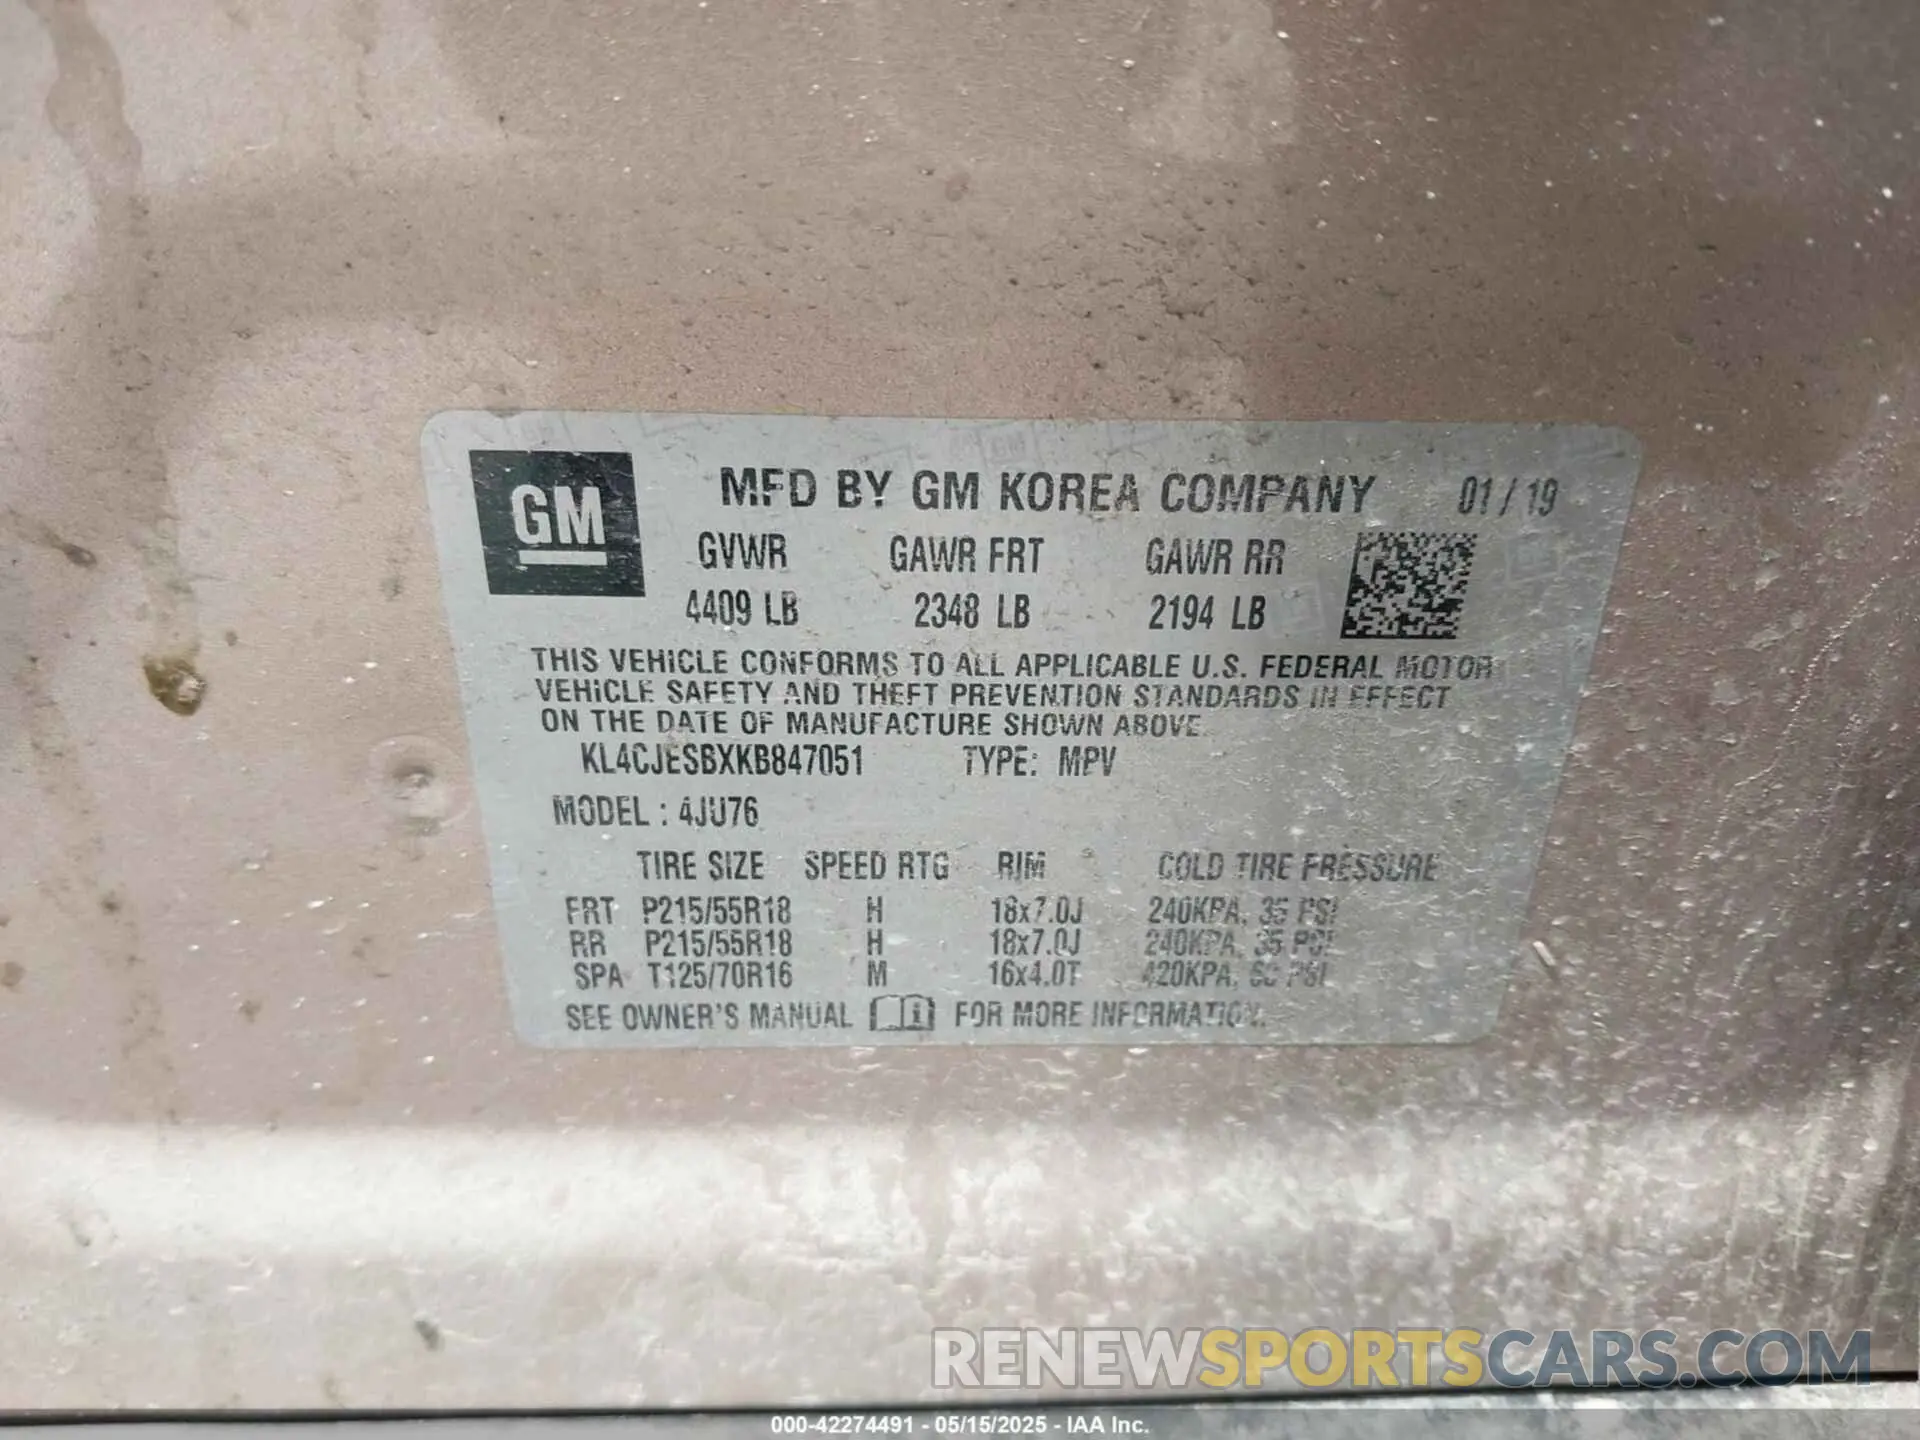 GM
MFD BY GM KOREA COMPANY 01/19
GVWR GAWR FRT GAWR RR
4409 LB 2348 LB 2194 LB
THIS VEHICLE CONFORMS TO ALL APPLICABLE U.S. FEDERAL MOTOR
VEHICLE SAFETY AND THEFT PREVENTION STANDARDS IN EFFECT
ON THE DATE OF MANUFACTURE SHOWN ABOVE.
KL4CJESBXKB847051 TYPE: MPV
MODEL : 4JU76
TIRE SIZE SPEED RTG RIM COLD TIRE PRESSURE
FRT P215/55R18 H 18x7.0J 240KPA, 35 PSI
RR P215/55R18 H 18x7.0J 240KPA, 35 PSI
SPA T125/70R16 M 16x4.0T 420KPA, 60 PSI
SEE OWNER'S MANUAL FOR MORE INFORMATION.
RENEWSPORTSCARS.COM
000-42274491 - 05/15/2025 - IAA Inc.